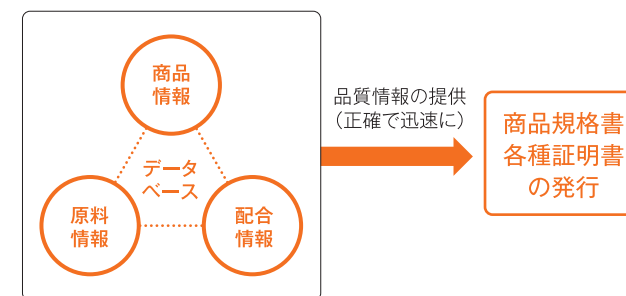 商品
情報
データ
ベース
原料
情報
配合
情報
品質情報の提供
（正確で迅速に）
商品規格書
各種証明書
の発行